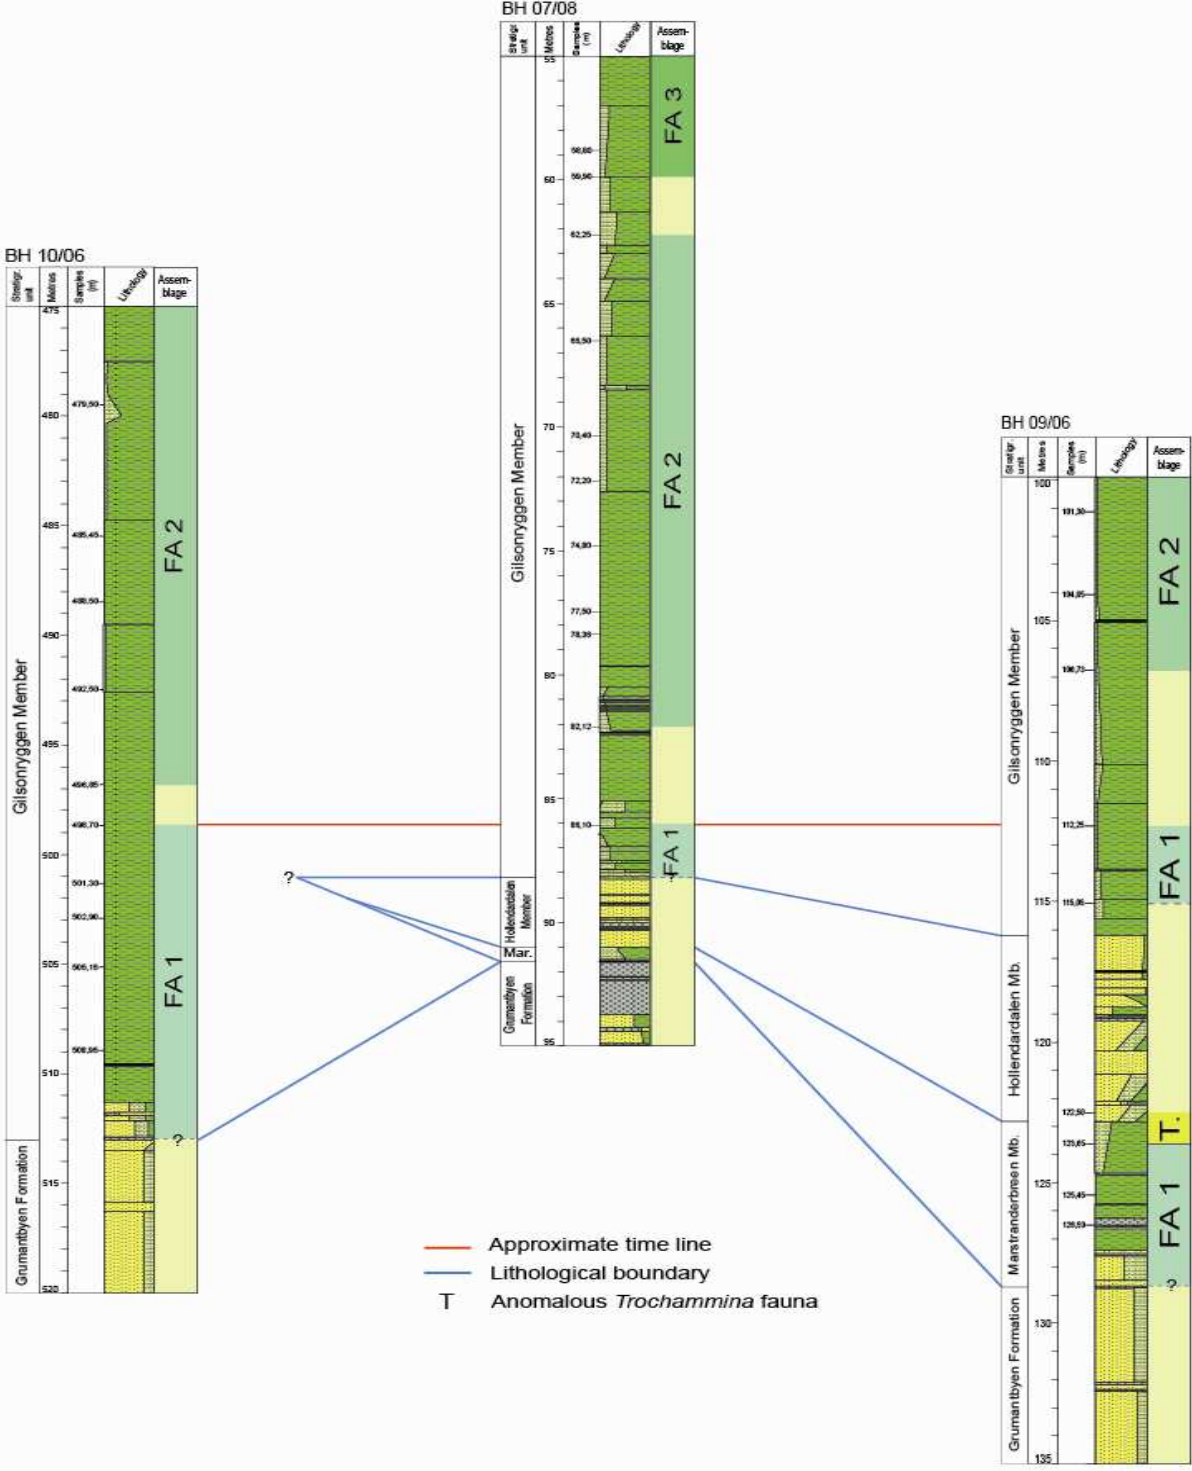 BH 07/08
Stratigr. unit
Metres
Samples (m)
Lithology
Assem-
blage
55
58,80
60
59,90
62,25
65
66,50
70
70,40
72,20
75
74,80
77,50
78,38
80
82,12
85
86,10
90
95
FA 3
FA 2
FA 1
?
Gilsonryggen Member
Hollendardalen
Member
Mar.
Grumantbyen
Formation
BH 10/06
Stratigr.
unit
Metres
Samples
(m)
Lithology
Assem-
blage
475
479,50
480
485
485,45
488,50
490
492,50
495
496,85
498,70
500
501,30
502,90
505
505,15
508,95
510
515
520
FA 2
FA 1
?
Gilsonryggen Member
Grumantbyen Formation
?
BH 09/06
Stratigr.
unit
Metres
Samples
(m)
Lithology
Assem-
blage
100
101,30
104,05
105
106,75
110
112,25
115
115,05
120
122,50
123,65
125
125,45
126,50
130
135
FA 2
FA 1
T.
FA 1
?
Gilsonryggen Member
Hollendardalen Mb.
Marstranderbreen Mb.
Grumantbyen Formation
Approximate time line
Lithological boundary
T Anomalous Trochammina fauna